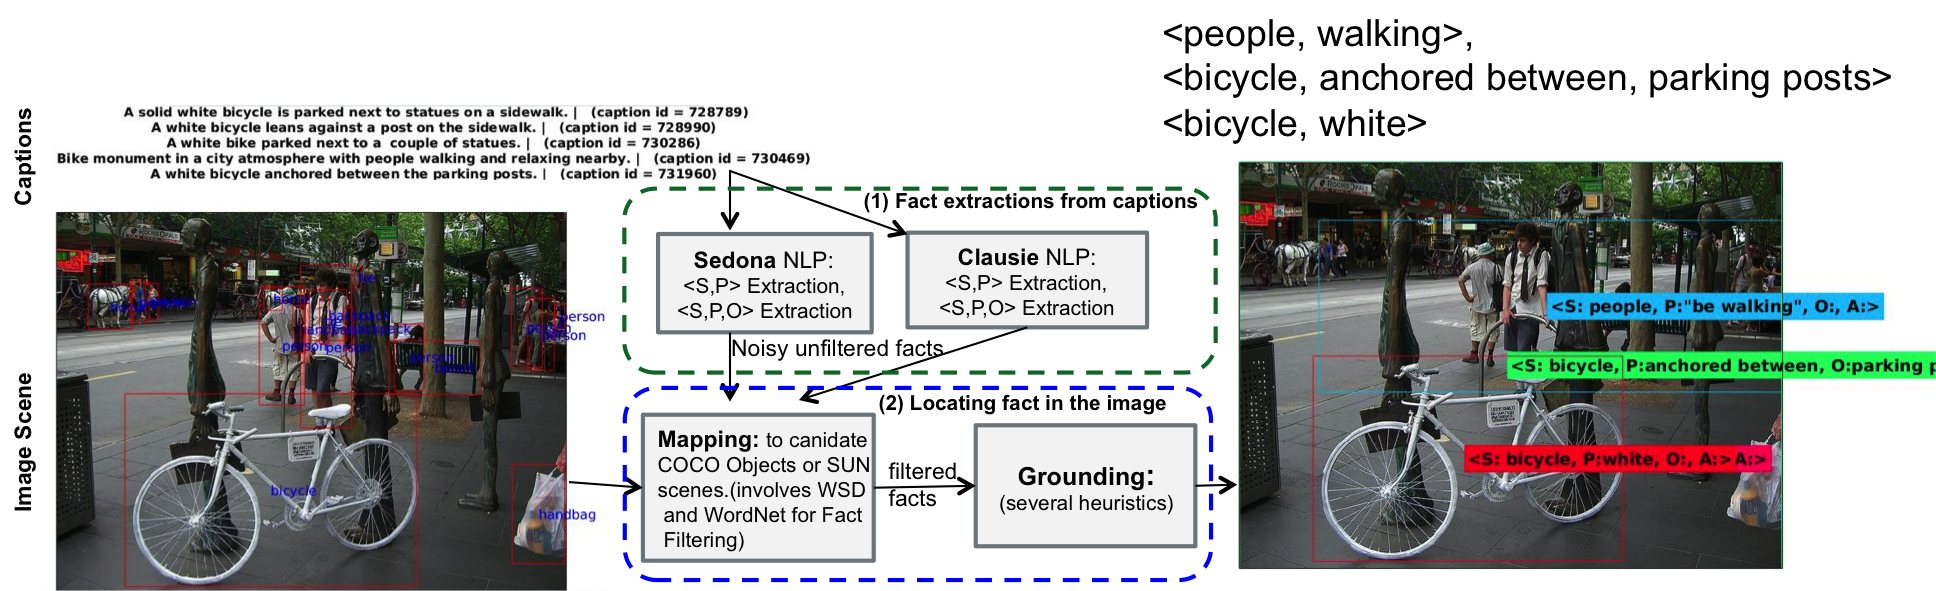 <people, walking>,
<bicycle, anchored between, parking posts>
<bicycle, white>
Captions
A solid white bicycle is parked next to statues on a sidewalk. |   (caption id = 728789)
A white bicycle leans against a post on the sidewalk. |   (caption id = 728990)
A white bike parked next to a  couple of statues. |   (caption id = 730286)
Bike monument in a city atmosphere with people walking and relaxing nearby. |   (caption id = 730469)
A white bicycle anchored between the parking posts. |   (caption id = 731960)
Image Scene
person
person
person
person
person
person
backpack
bicycle
handbag
(1) Fact extractions from captions
Sedona NLP:
<S,P> Extraction,
<S,P,O> Extraction
Clausie NLP:
<S,P> Extraction,
<S,P,O> Extraction
Noisy unfiltered facts
(2) Locating fact in the image
Mapping: to canidate
COCO Objects or SUN
scenes.(involves WSD
and WordNet for Fact
Filtering)
filtered
facts
Grounding:
(several heuristics)
<S: people, P:"be walking", O:, A:>
<S: bicycle, P:anchored between, O:parking p
<S: bicycle, P:white, O:, A:> A:>